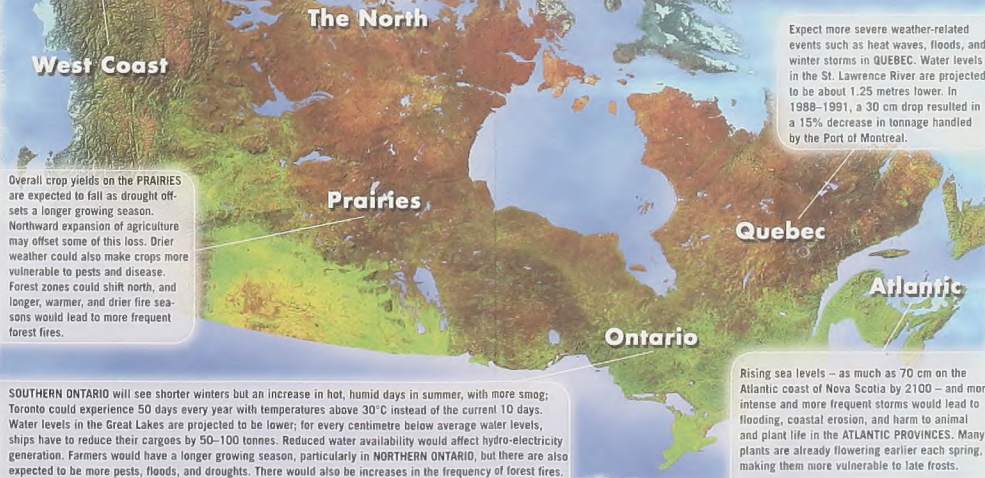 The North
West Coast
Expect more severe weather-related
events such as heat waves, floods, and
winter storms in QUEBEC. Water levels
in the St. Lawrence River are projected
to be about 1.25 metres lower. In
1988–1991, a 30 cm drop resulted in
a 15% decrease in tonnage handled
by the Port of Montreal.
Overall crop yields on the PRAIRIES
are expected to fall as drought off-
sets a longer growing season.
Northward expansion of agriculture
may offset some of this loss. Drier
weather could also make crops more
vulnerable to pests and disease.
Forest zones could shift north, and
longer, warmer, and drier fire sea-
sons would lead to more frequent
forest fires.
Prairies
Quebec
Atlantic
Ontario
SOUTHERN ONTARIO will see shorter winters but an increase in hot, humid days in summer, with more smog;
Toronto could experience 50 days every year with temperatures above 30°C instead of the current 10 days.
Water levels in the Great Lakes are projected to be lower; for every centimetre below average water levels,
ships have to reduce their cargoes by 50–100 tonnes. Reduced water availability would affect hydro-electricity
generation. Farmers would have a longer growing season, particularly in NORTHERN ONTARIO, but there are also
expected to be more pests, floods, and droughts. There would also be increases in the frequency of forest fires.
Rising sea levels – as much as 70 cm on the
Atlantic coast of Nova Scotia by 2100 – and mor
intense and more frequent storms would lead to
flooding, coastal erosion, and harm to animal
and plant life in the ATLANTIC PROVINCES. Many
plants are already flowering earlier each spring,
making them more vulnerable to late frosts.